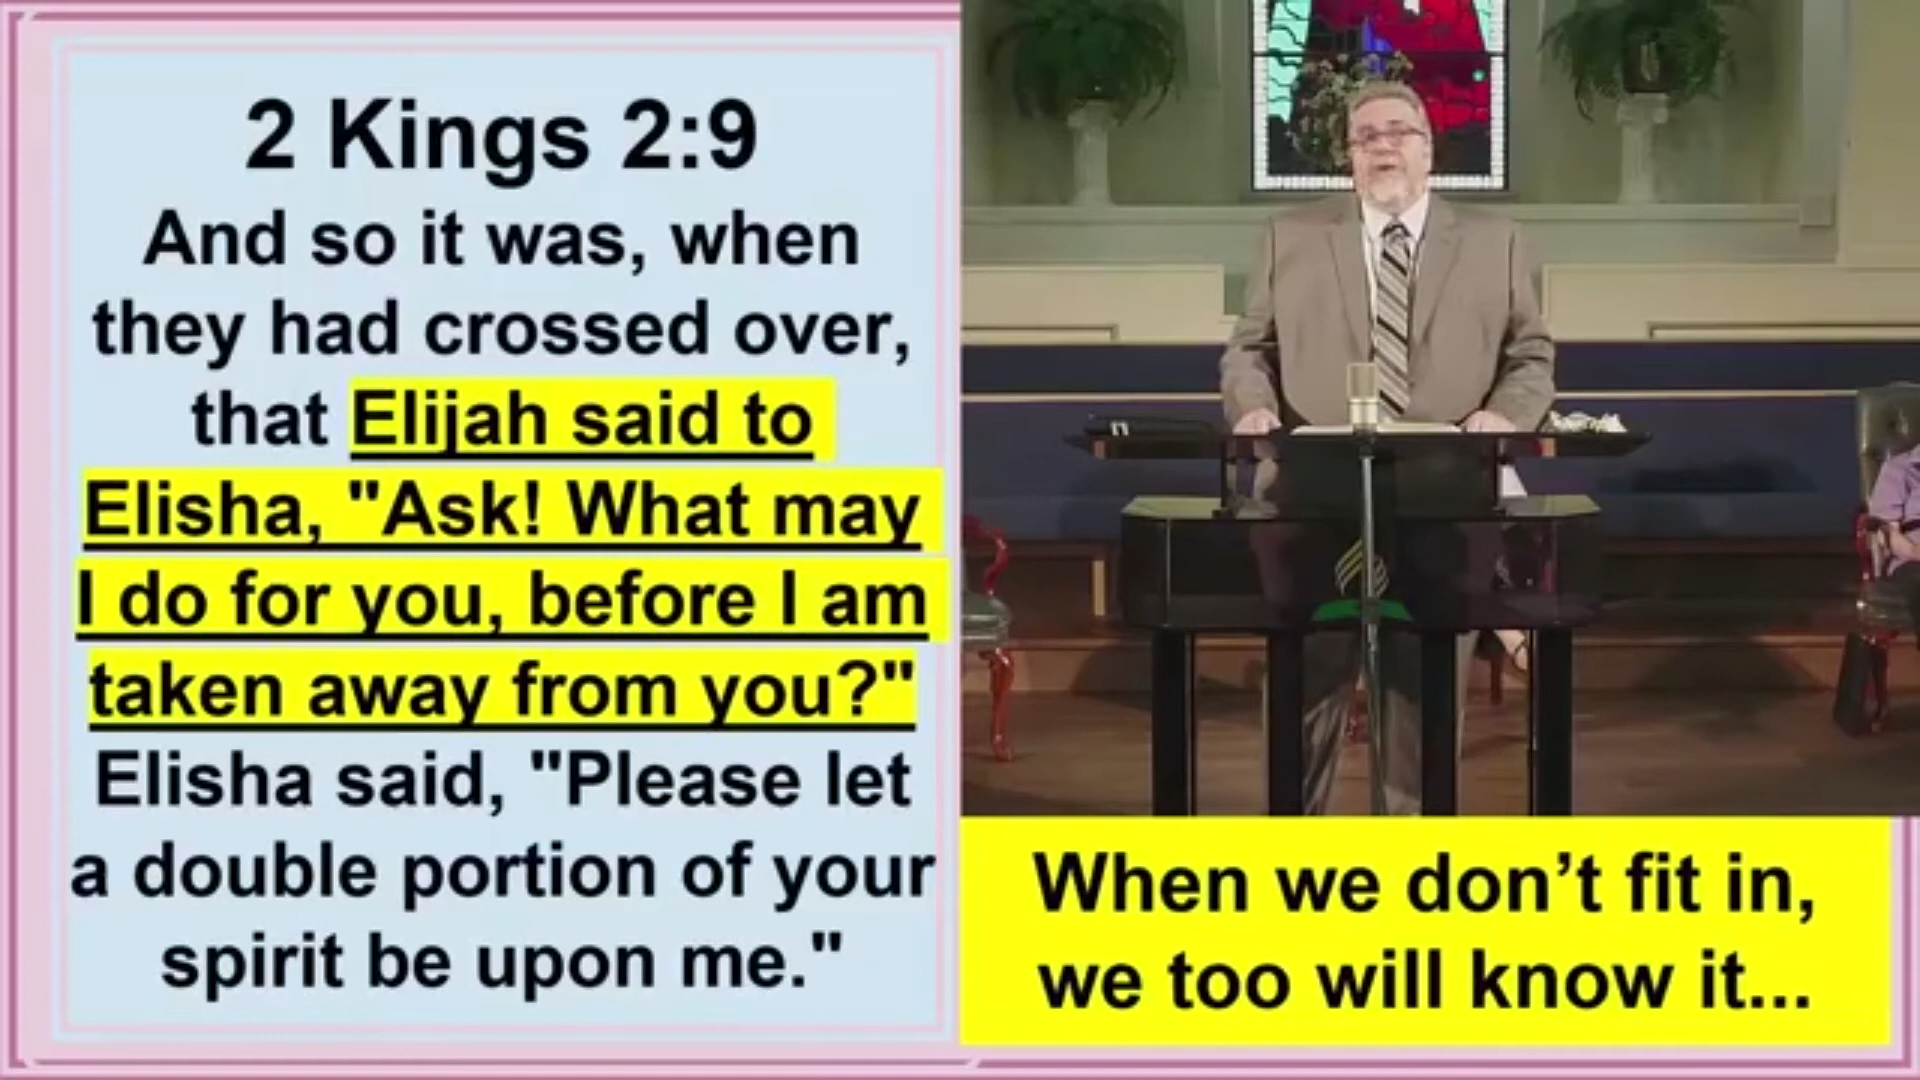 2 Kings 2:9
And so it was, when
they had crossed over,
that Elijah said to
Elisha, "Ask! What may
I do for you, before I am
taken away from you?"
Elisha said, "Please let
a double portion of your
spirit be upon me."
When we don’t fit in,
we too will know it...